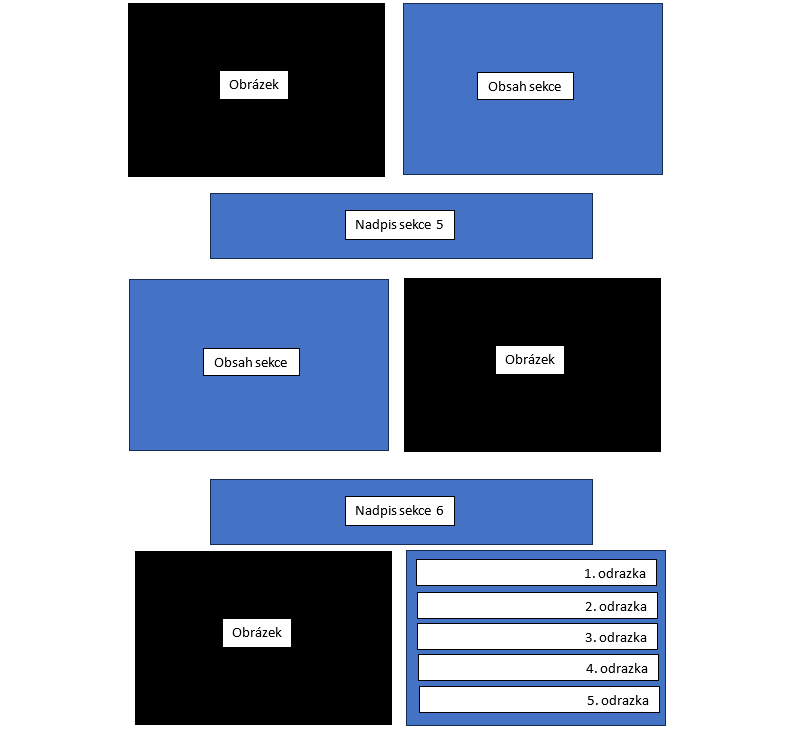 Obrázek
Obsah sekce
Nadpis sekce 5
Obsah sekce
Obrázek
Nadpis sekce 6
Obrázek
1. odrazka
2. odrazka
3. odrazka
4. odrazka
5. odrazka